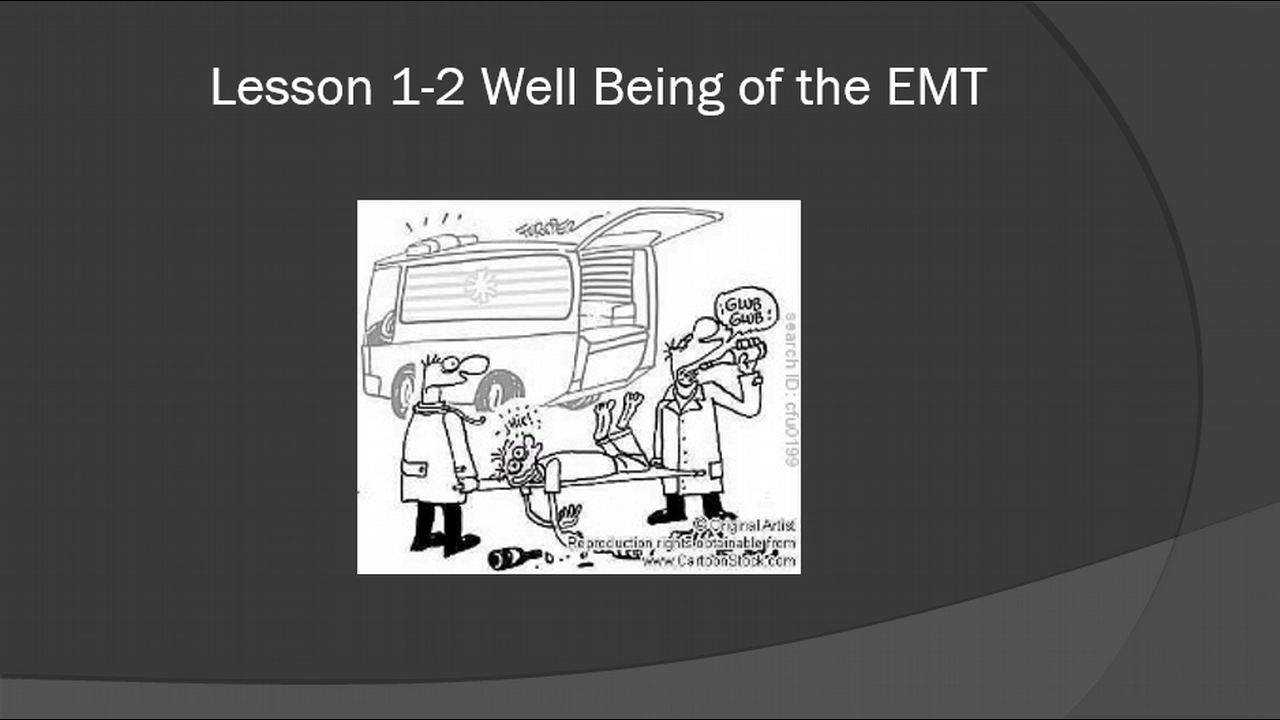 Lesson 1-2 Well Being of the EMT
GLUB
GLUB!
HIC!
search ID: cfu0199
© Original Artist
Reproduction rights obtainable from
www.CartoonStock.com